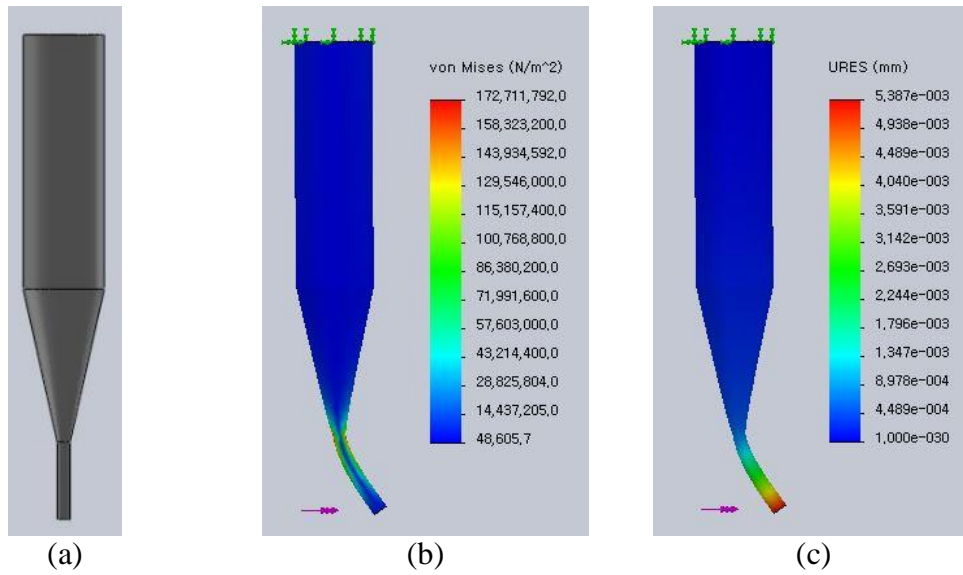 von Mises (N/m^2)
172,711,792,0
158,323,200,0
143,934,592,0
129,546,000,0
115,157,400,0
100,768,800,0
86,380,200,0
71,991,600,0
57,603,000,0
43,214,400,0
28,825,804,0
14,437,205,0
48,605,7
URES (mm)
5,387e-003
4,938e-003
4,489e-003
4,040e-003
3,591e-003
3,142e-003
2,693e-003
2,244e-003
1,796e-003
1,347e-003
8,978e-004
4,489e-004
1,000e-030
(a)
(b)
(c)